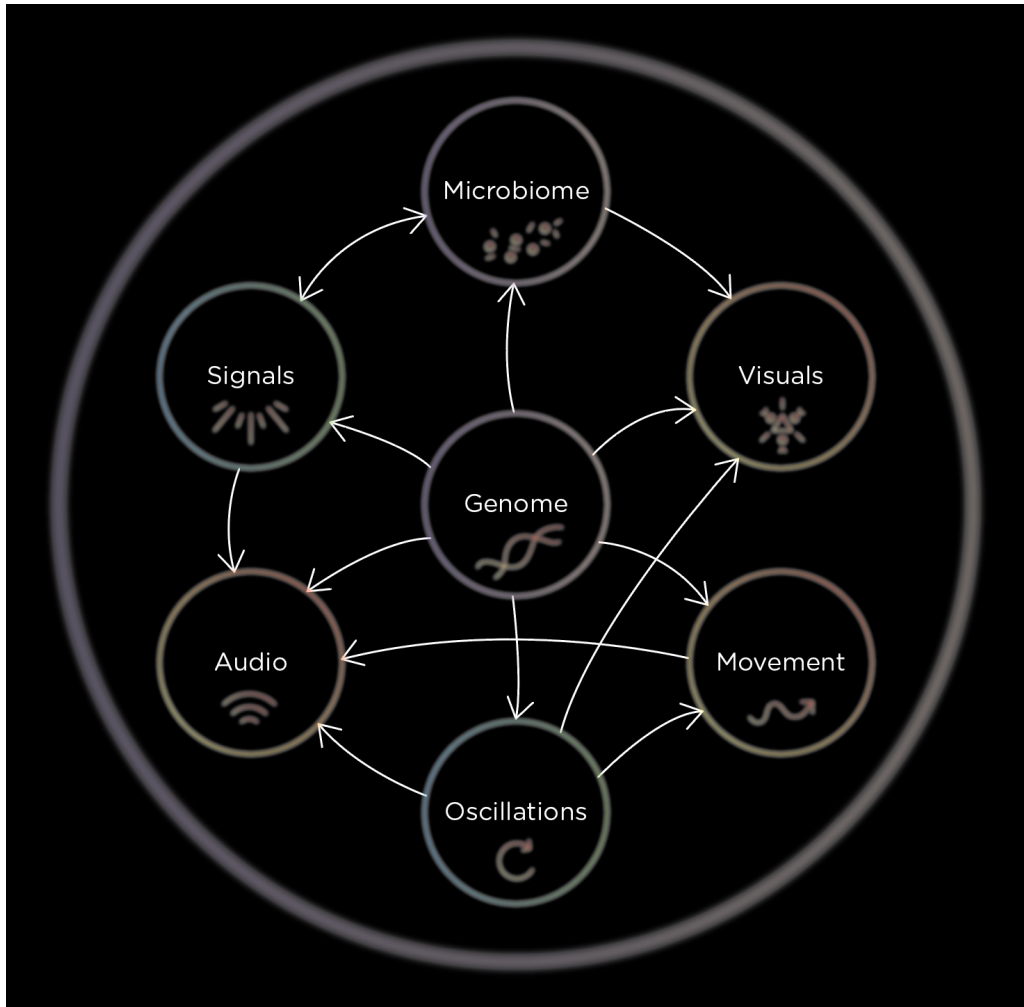 Microbiome
Signals
Visuals
Genome
Audio
Movement
Oscillations